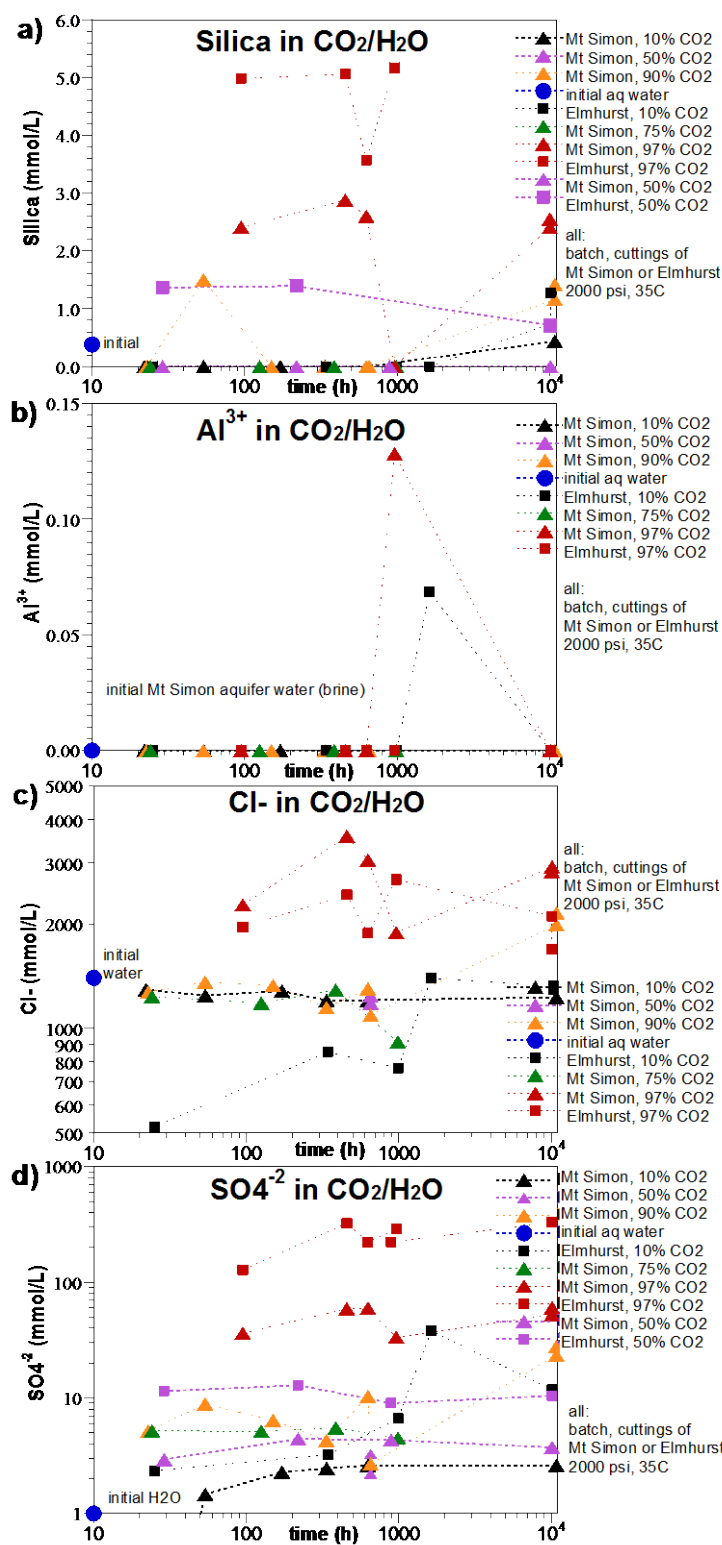 a)
Silica in CO2/H2O
Silica (mmol/L)
6.0
5.0
4.0
3.0
2.0
1.0
0.0
initial
10
100
1000
10^4
time (h)
Mt Simon, 10% CO2
Mt Simon, 50% CO2
Mt Simon, 90% CO2
initial aq water
Elmhurst, 10% CO2
Mt Simon, 75% CO2
Mt Simon, 97% CO2
Elmhurst, 97% CO2
Mt Simon, 50% CO2
Elmhurst, 50% CO2
all:
batch, cuttings of
Mt Simon or Elmhurst
2000 psi, 35C
b)
Al3+ in CO2/H2O
Al3+ (mmol/L)
0.15
0.10
0.05
0.00
initial Mt Simon aquifer water (brine)
10
100
1000
10^4
time (h)
Mt Simon, 10% CO2
Mt Simon, 50% CO2
Mt Simon, 90% CO2
initial aq water
Elmhurst, 10% CO2
Mt Simon, 75% CO2
Mt Simon, 97% CO2
Elmhurst, 97% CO2
all:
batch, cuttings of
Mt Simon or Elmhurst
2000 psi, 35C
c)
Cl- in CO2/H2O
Cl- (mmol/L)
5000
4000
3000
2000
1000
900
800
700
600
500
initial
water
10
100
1000
10^4
time (h)
all:
batch, cuttings of
Mt Simon or Elmhurst
2000 psi, 35C
Mt Simon, 10% CO2
Mt Simon, 50% CO2
Mt Simon, 90% CO2
initial aq water
Elmhurst, 10% CO2
Mt Simon, 75% CO2
Mt Simon, 97% CO2
Elmhurst, 97% CO2
d)
SO4-2 in CO2/H2O
SO4-2 (mmol/L)
1000
100
10
1
initial H2O
10
100
1000
10^4
time (h)
Mt Simon, 10% CO2
Mt Simon, 50% CO2
Mt Simon, 90% CO2
initial aq water
Elmhurst, 10% CO2
Mt Simon, 75% CO2
Mt Simon, 97% CO2
Elmhurst, 97% CO2
Mt Simon, 50% CO2
Elmhurst, 50% CO2
all:
batch, cuttings of
Mt Simon or Elmhurst
2000 psi, 35C